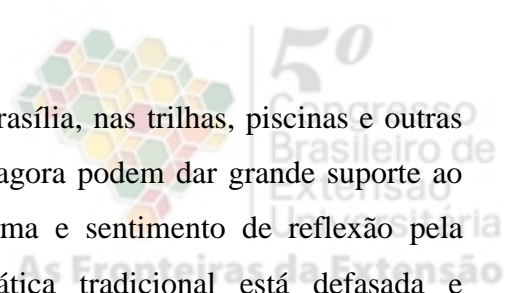 5º
Congresso
Brasileiro de
Extensão
Universitária
As Fronteiras da Extensão
rasília, nas trilhas, piscinas e outras
agora podem dar grande suporte ao
ma e sentimento de reflexão pela
ática tradicional está defasada e